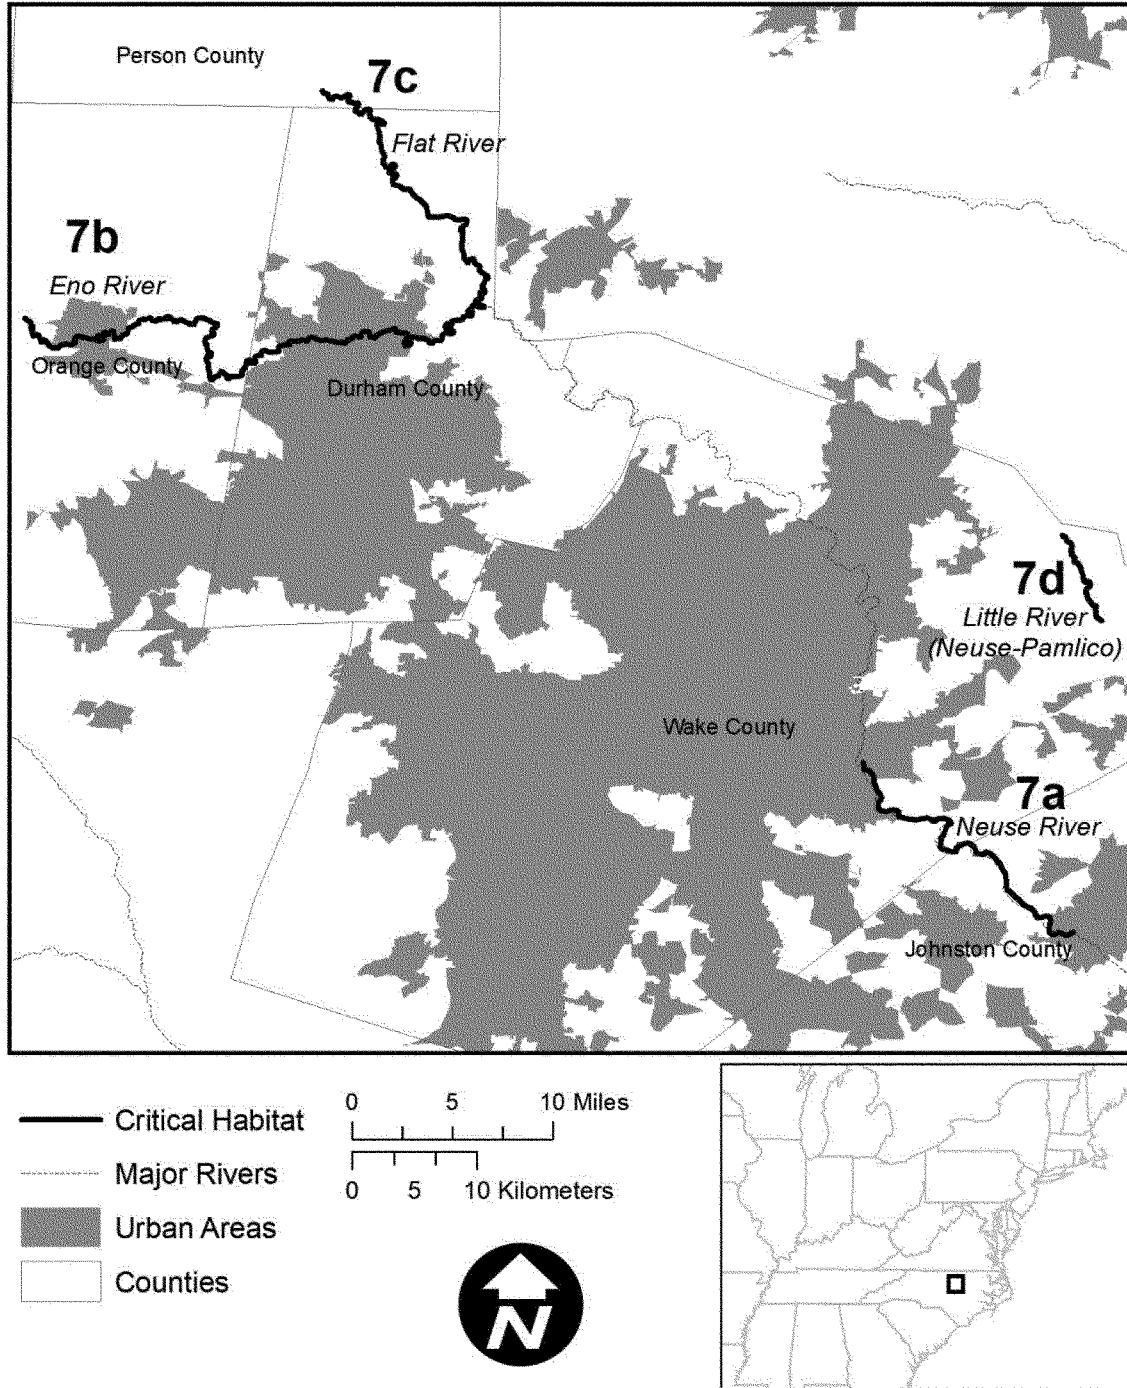 Person County
7c
Flat River
7b
Eno River
Orange County
Durham County
7d
Little River
(Neuse-Pamlico)
Wake County
7a
Neuse River
Johnston County
Critical Habitat
Major Rivers
Urban Areas
Counties
0 5 10 Miles
0 5 10 Kilometers
N